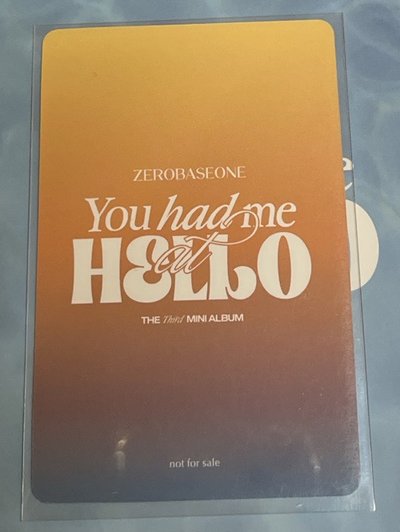 ZEROBASEONE
You had me
at
HELLO
THE Third MINI ALBUM
not for sale